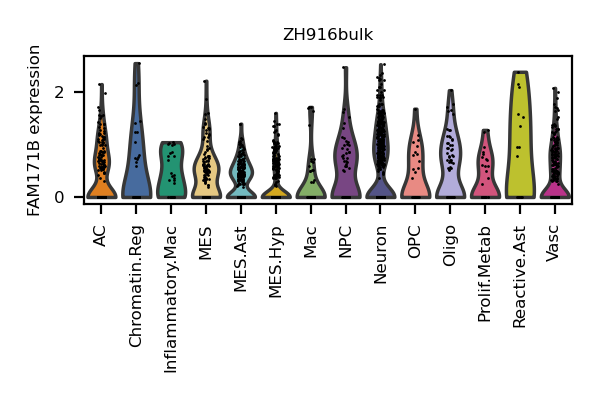 ZH916bulk
FAM171B expression
2
0
AC
Chromatin.Reg
Inflammatory.Mac
MES
MES.Ast
MES.Hyp
Mac
NPC
Neuron
OPC
Oligo
Prolif.Metab
Reactive.Ast
Vasc